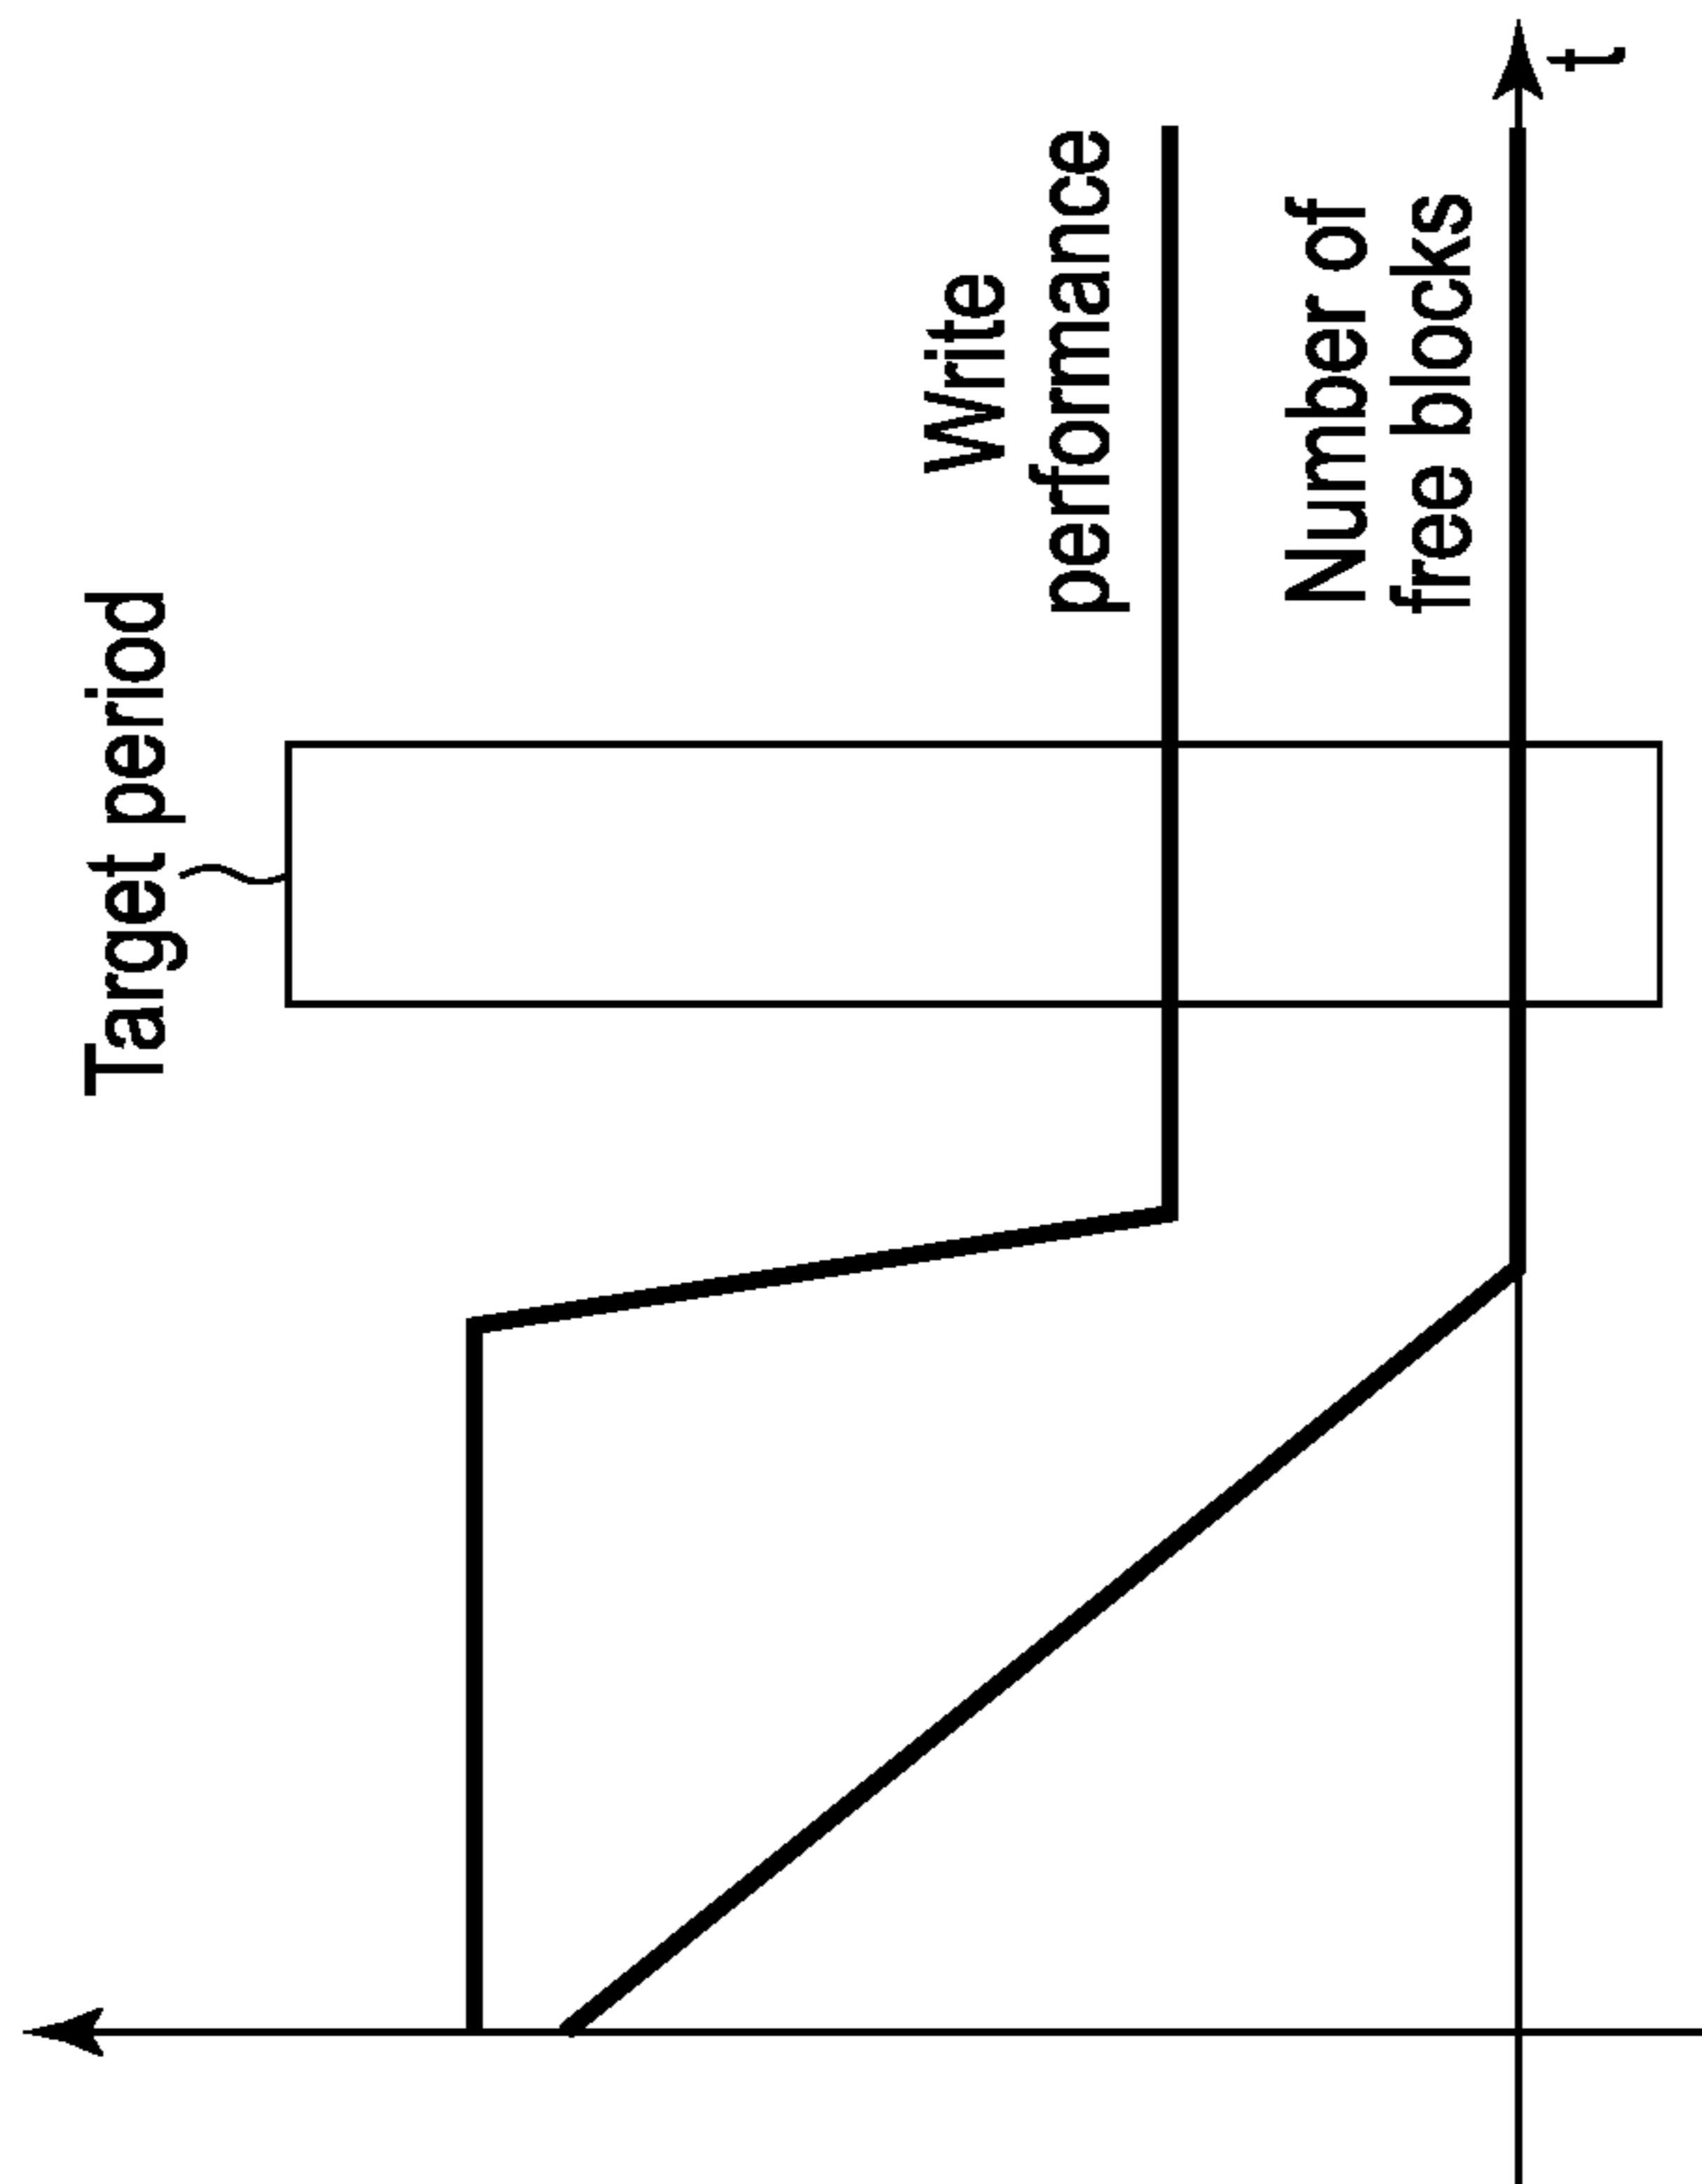 Target period
Write
performance
Number of
free blocks
t